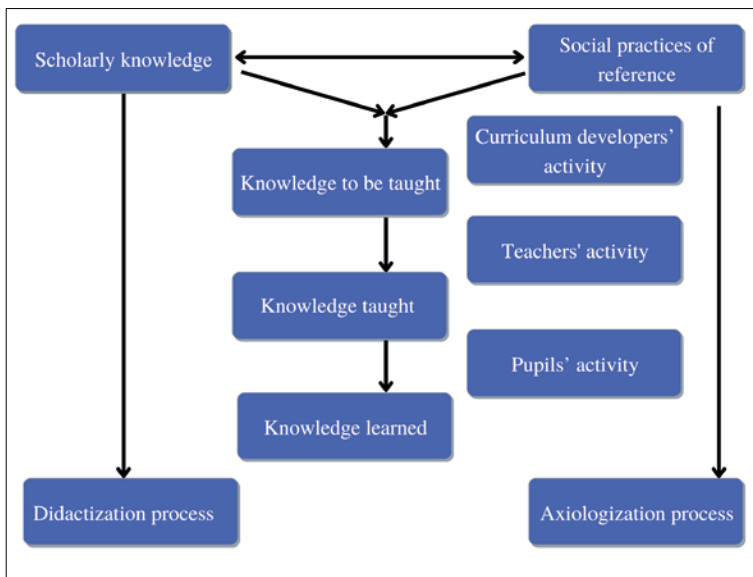 Scholarly knowledge
Social practices of
reference
Curriculum developers’
activity
Knowledge to be taught
Teachers' activity
Knowledge taught
Pupils’ activity
Knowledge learned
Didactization process
Axiologization process